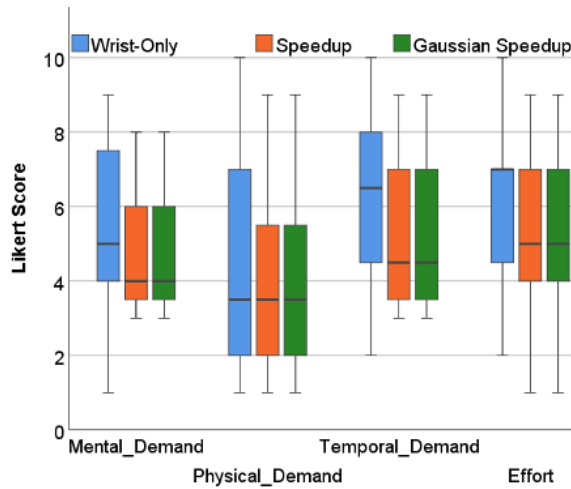 Wrist-Only Speedup Gaussian Speedup
10
8
6
4
2
0
Likert Score
Mental_Demand Temporal_Demand
Physical_Demand Effort